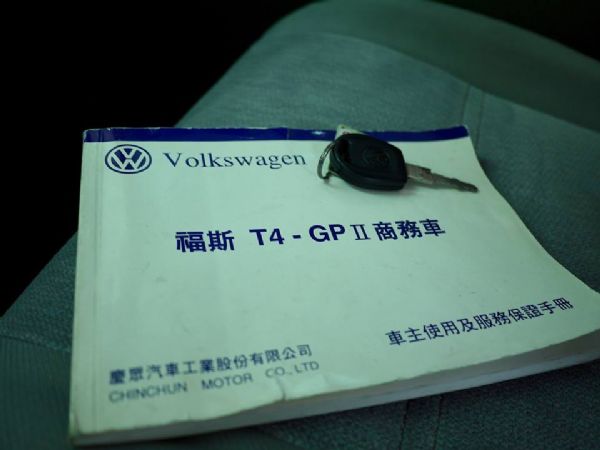 Volkswagen
福斯 T4 - GP II 商務車
車主使用及服務保證手冊
慶眾汽車工業股份有限公司
CHINCHUN MOTOR CO.,LTD